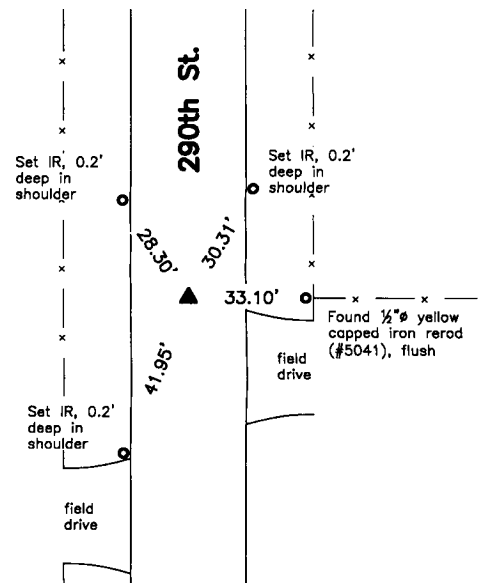 290th St.
Set IR, 0.2'
deep in
shoulder
Set IR, 0.2'
deep in
shoulder
28.30'
30.31'
33.10'
Found ½"ø yellow
capped iron rerod
(#5041), flush
41.95'
field
drive
Set IR, 0.2'
deep in
shoulder
field
drive